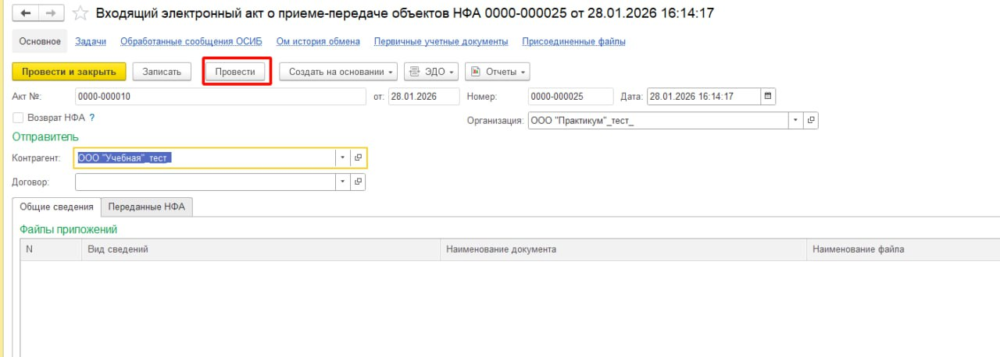 Входящий электронный акт о приеме-передаче объектов НФА 0000-000025 от 28.01.2026 16:14:17
Основное Задачи Обработанные сообщения ОСИБ Ом история обмена Первичные учетные документы Присоединенные файлы
Провести и закрыть Записать Провести Создать на основании ЭДО Отчеты
Акт №: 0000-000010 от: 28.01.2026 Номер: 0000-000025 Дата: 28.01.2026 16:14:17
Возврат НФА ? Организация: ООО "Практикум"_тест_
Отправитель
Контрагент: ООО "Учебная"_тест_
Договор:
Общие сведения Переданные НФА
Файлы приложений
N Вид сведений Наименование документа Наименование файла